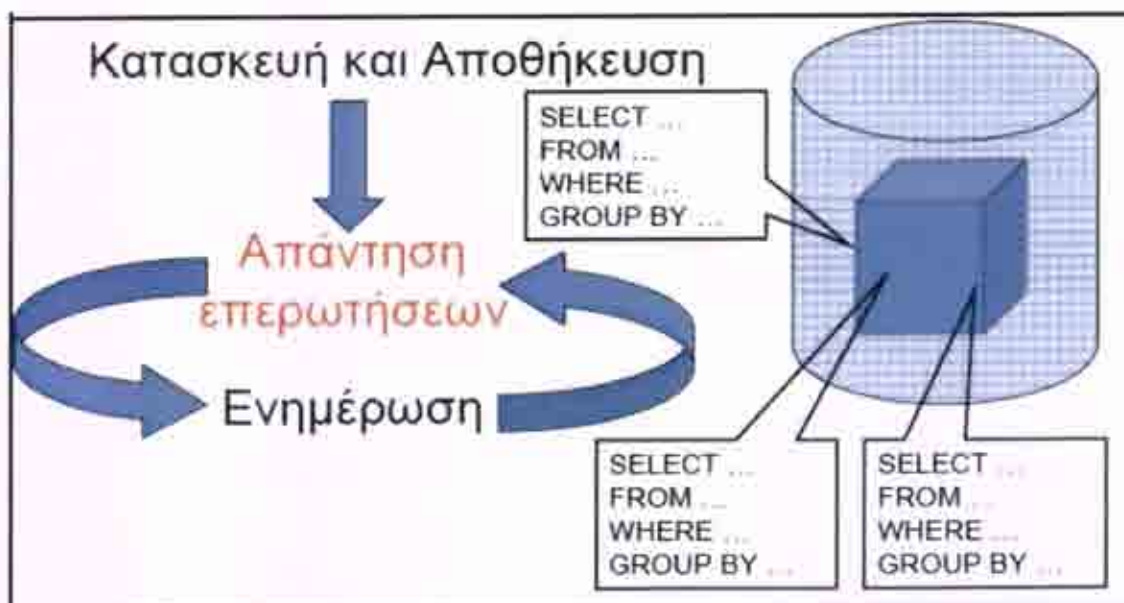 Κατασκευή και Αποθήκευση
SELECT ...
FROM ...
WHERE ...
GROUP BY ...
Απάντηση
επερωτήσεων
Ενημέρωση
SELECT ...
FROM ...
WHERE ...
GROUP BY ...
SELECT ...
FROM ...
WHERE ...
GROUP BY ...